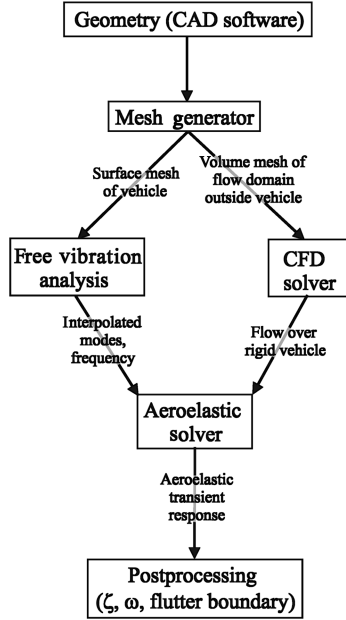 Geometry (CAD software)
Mesh generator
Surface mesh
of vehicle
Volume mesh of
flow domain
outside vehicle
Free vibration
analysis
CFD
solver
Interpolated
modes,
frequency
Flow over
rigid vehicle
Aeroelastic
solver
Aeroelastic
transient
response
Postprocessing
(ζ, ω, flutter boundary)